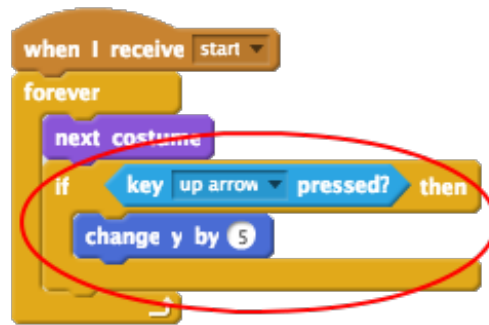 when I receive start
forever
next costume
if key up arrow pressed? then
change y by 5